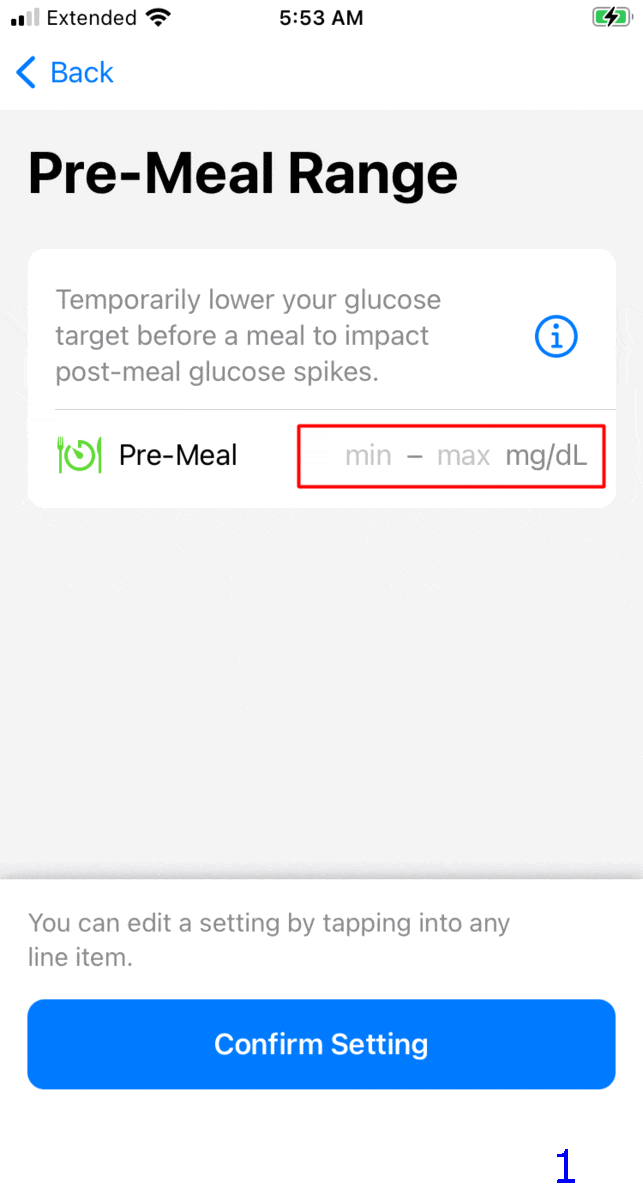 Extended 5:53 AM
Back
Pre-Meal Range
Temporarily lower your glucose
target before a meal to impact
post-meal glucose spikes.
Pre-Meal min – max mg/dL
You can edit a setting by tapping into any
line item.
Confirm Setting
1